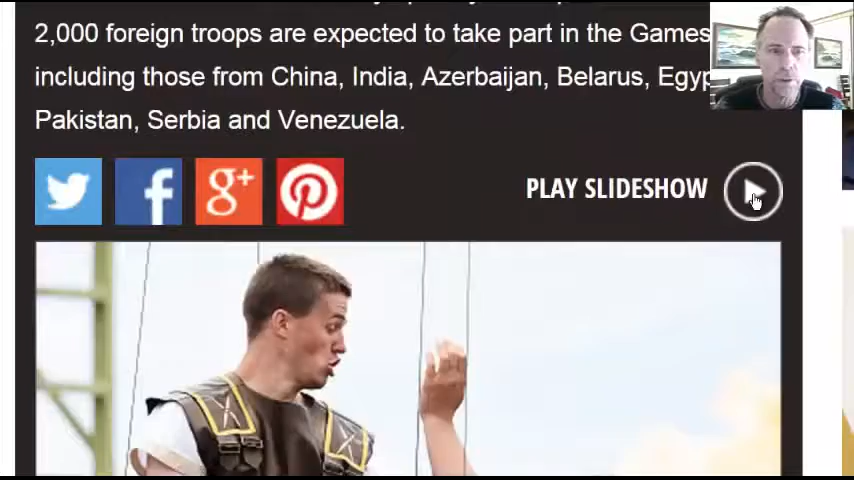 2,000 foreign troops are expected to take part in the Games
including those from China, India, Azerbaijan, Belarus,
Pakistan, Serbia and Venezuela.
f g+
PLAY SLIDESHOW